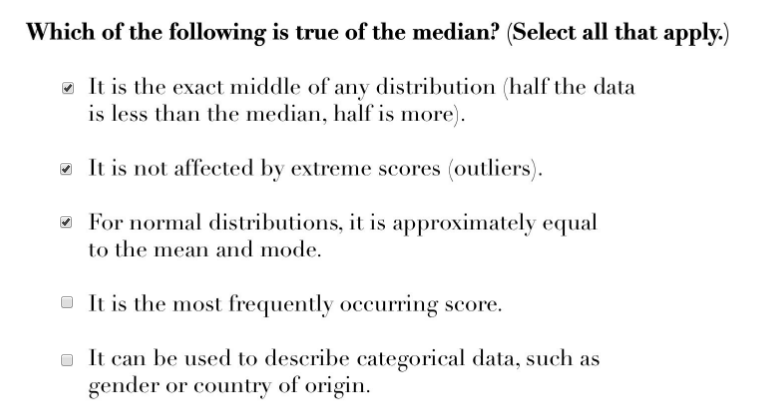 Which of the following is true of the median? (Select all that apply.)
It is the exact middle of any distribution (half the data
is less than the median, half is more).
It is not affected by extreme scores (outliers).
For normal distributions, it is approximately equal
to the mean and mode.
It is the most frequently occurring score.
It can be used to describe categorical data, such as
gender or country of origin.